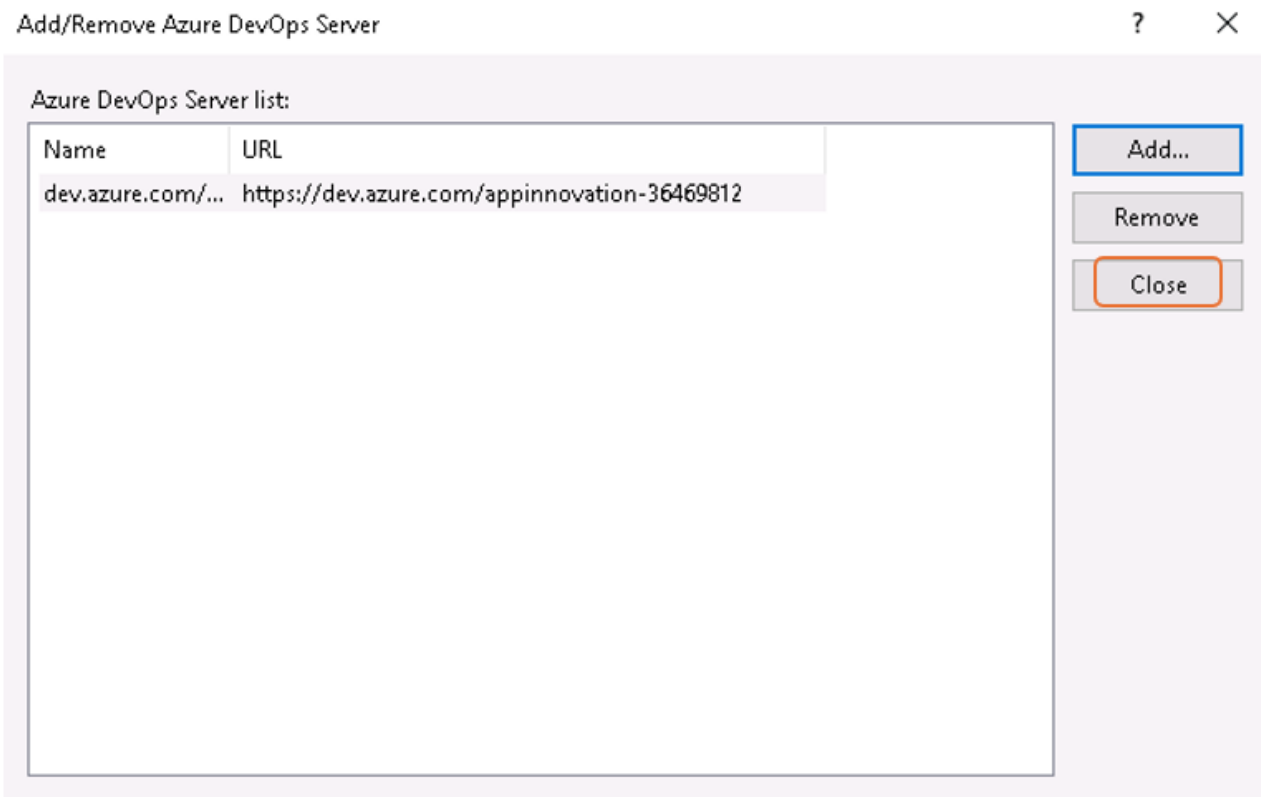 Add/Remove Azure DevOps Server ? ✕
Azure DevOps Server list:
Name URL
dev.azure.com/... https://dev.azure.com/appinnovation-36469812
Add...
Remove
Close